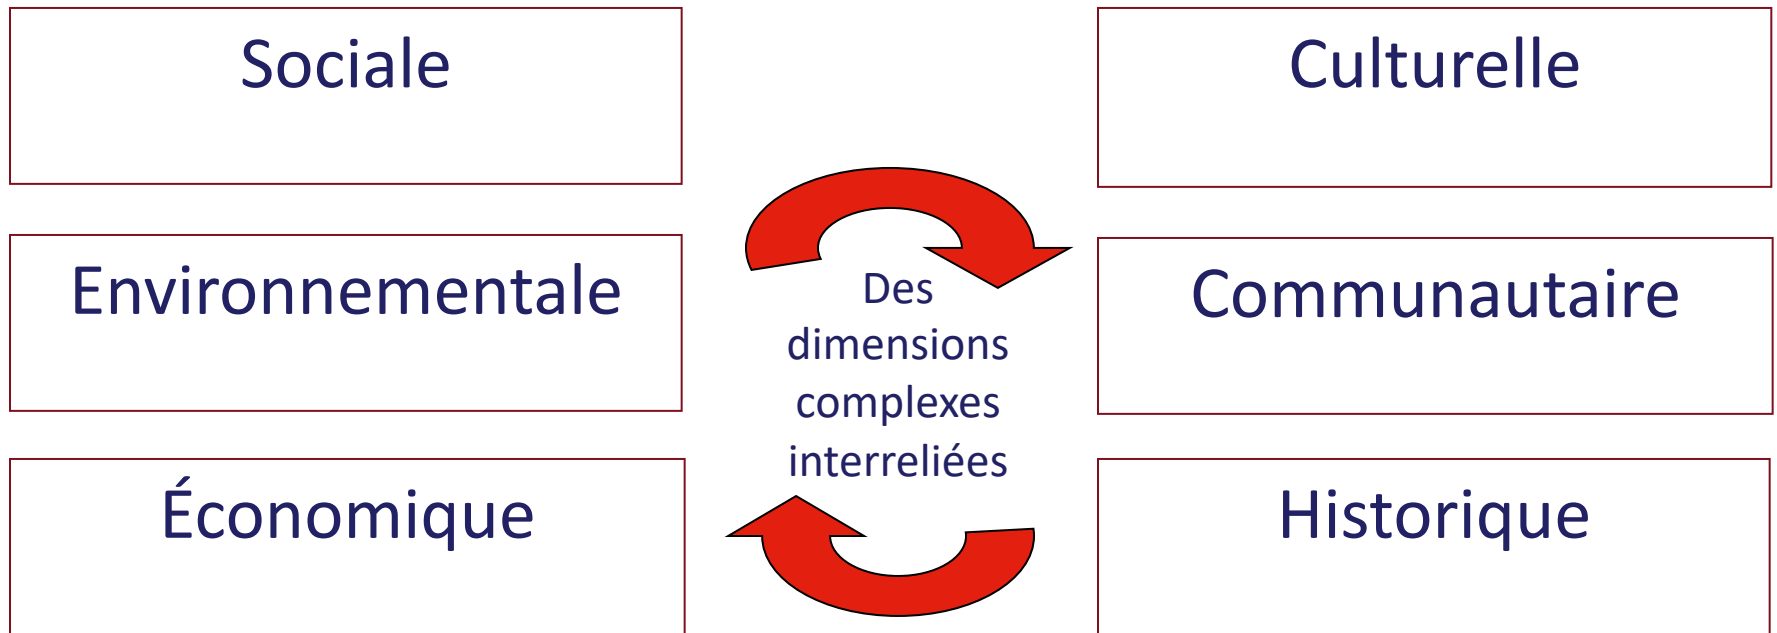 Sociale
Culturelle
Environnementale
Communautaire
Des
dimensions
complexes
interreliées
Économique
Historique